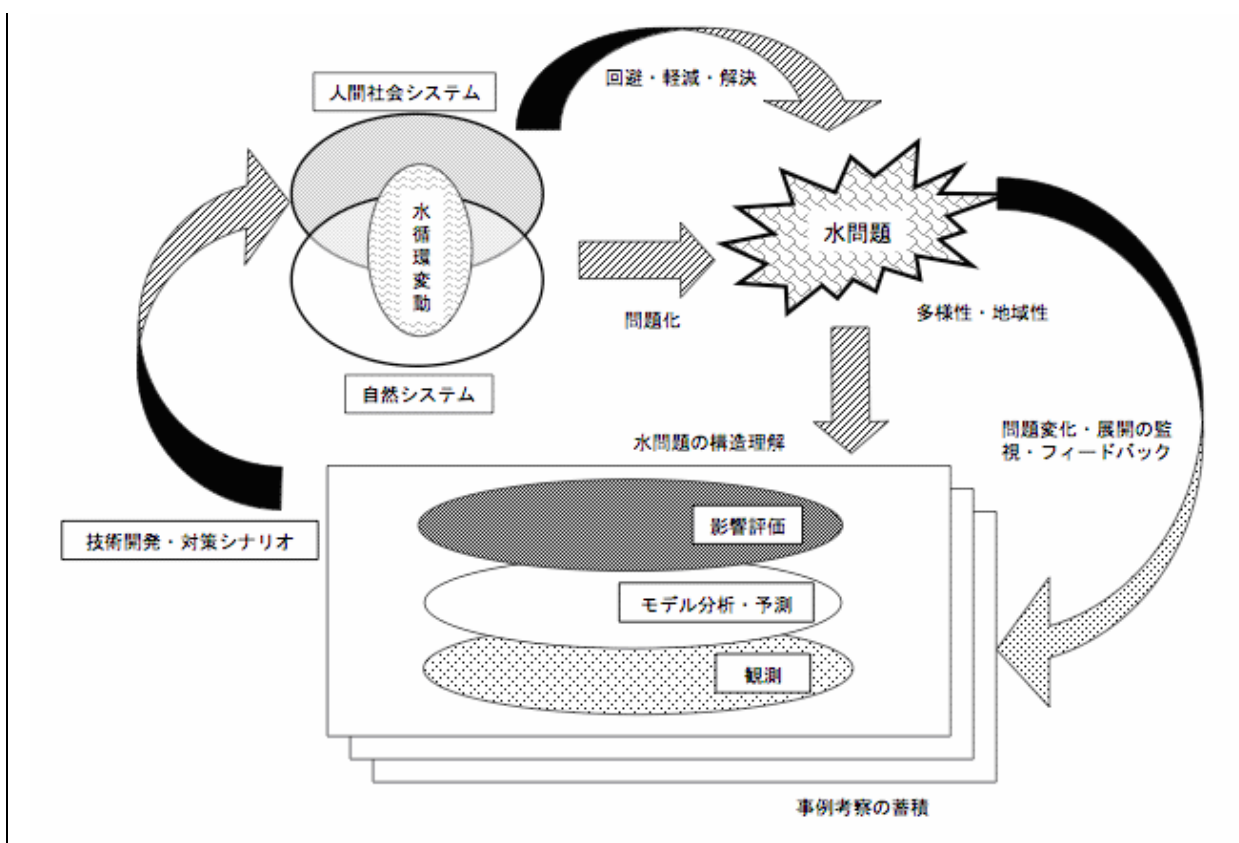 回避・軽減・解決
人間社会システム
水
循
環
変
動
水問題
問題化
多様性・地域性
自然システム
水問題の構造理解
問題変化・展開の監
視・フィードバック
影響評価
技術開発・対策シナリオ
モデル分析・予測
観測
事例考察の蓄積